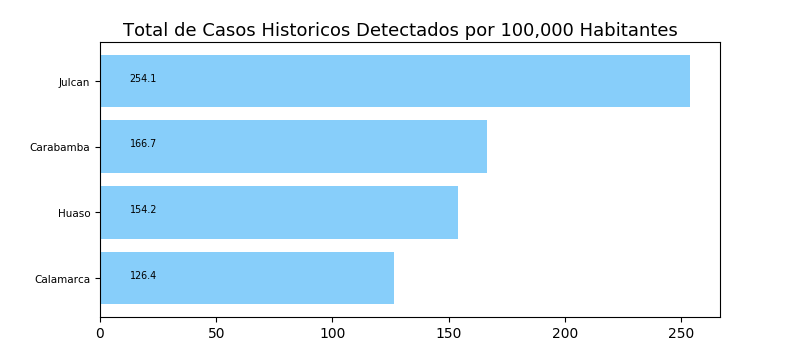 Total de Casos Historicos Detectados por 100,000 Habitantes
Julcan 254.1
Carabamba 166.7
Huaso 154.2
Calamarca 126.4
0 50 100 150 200 250